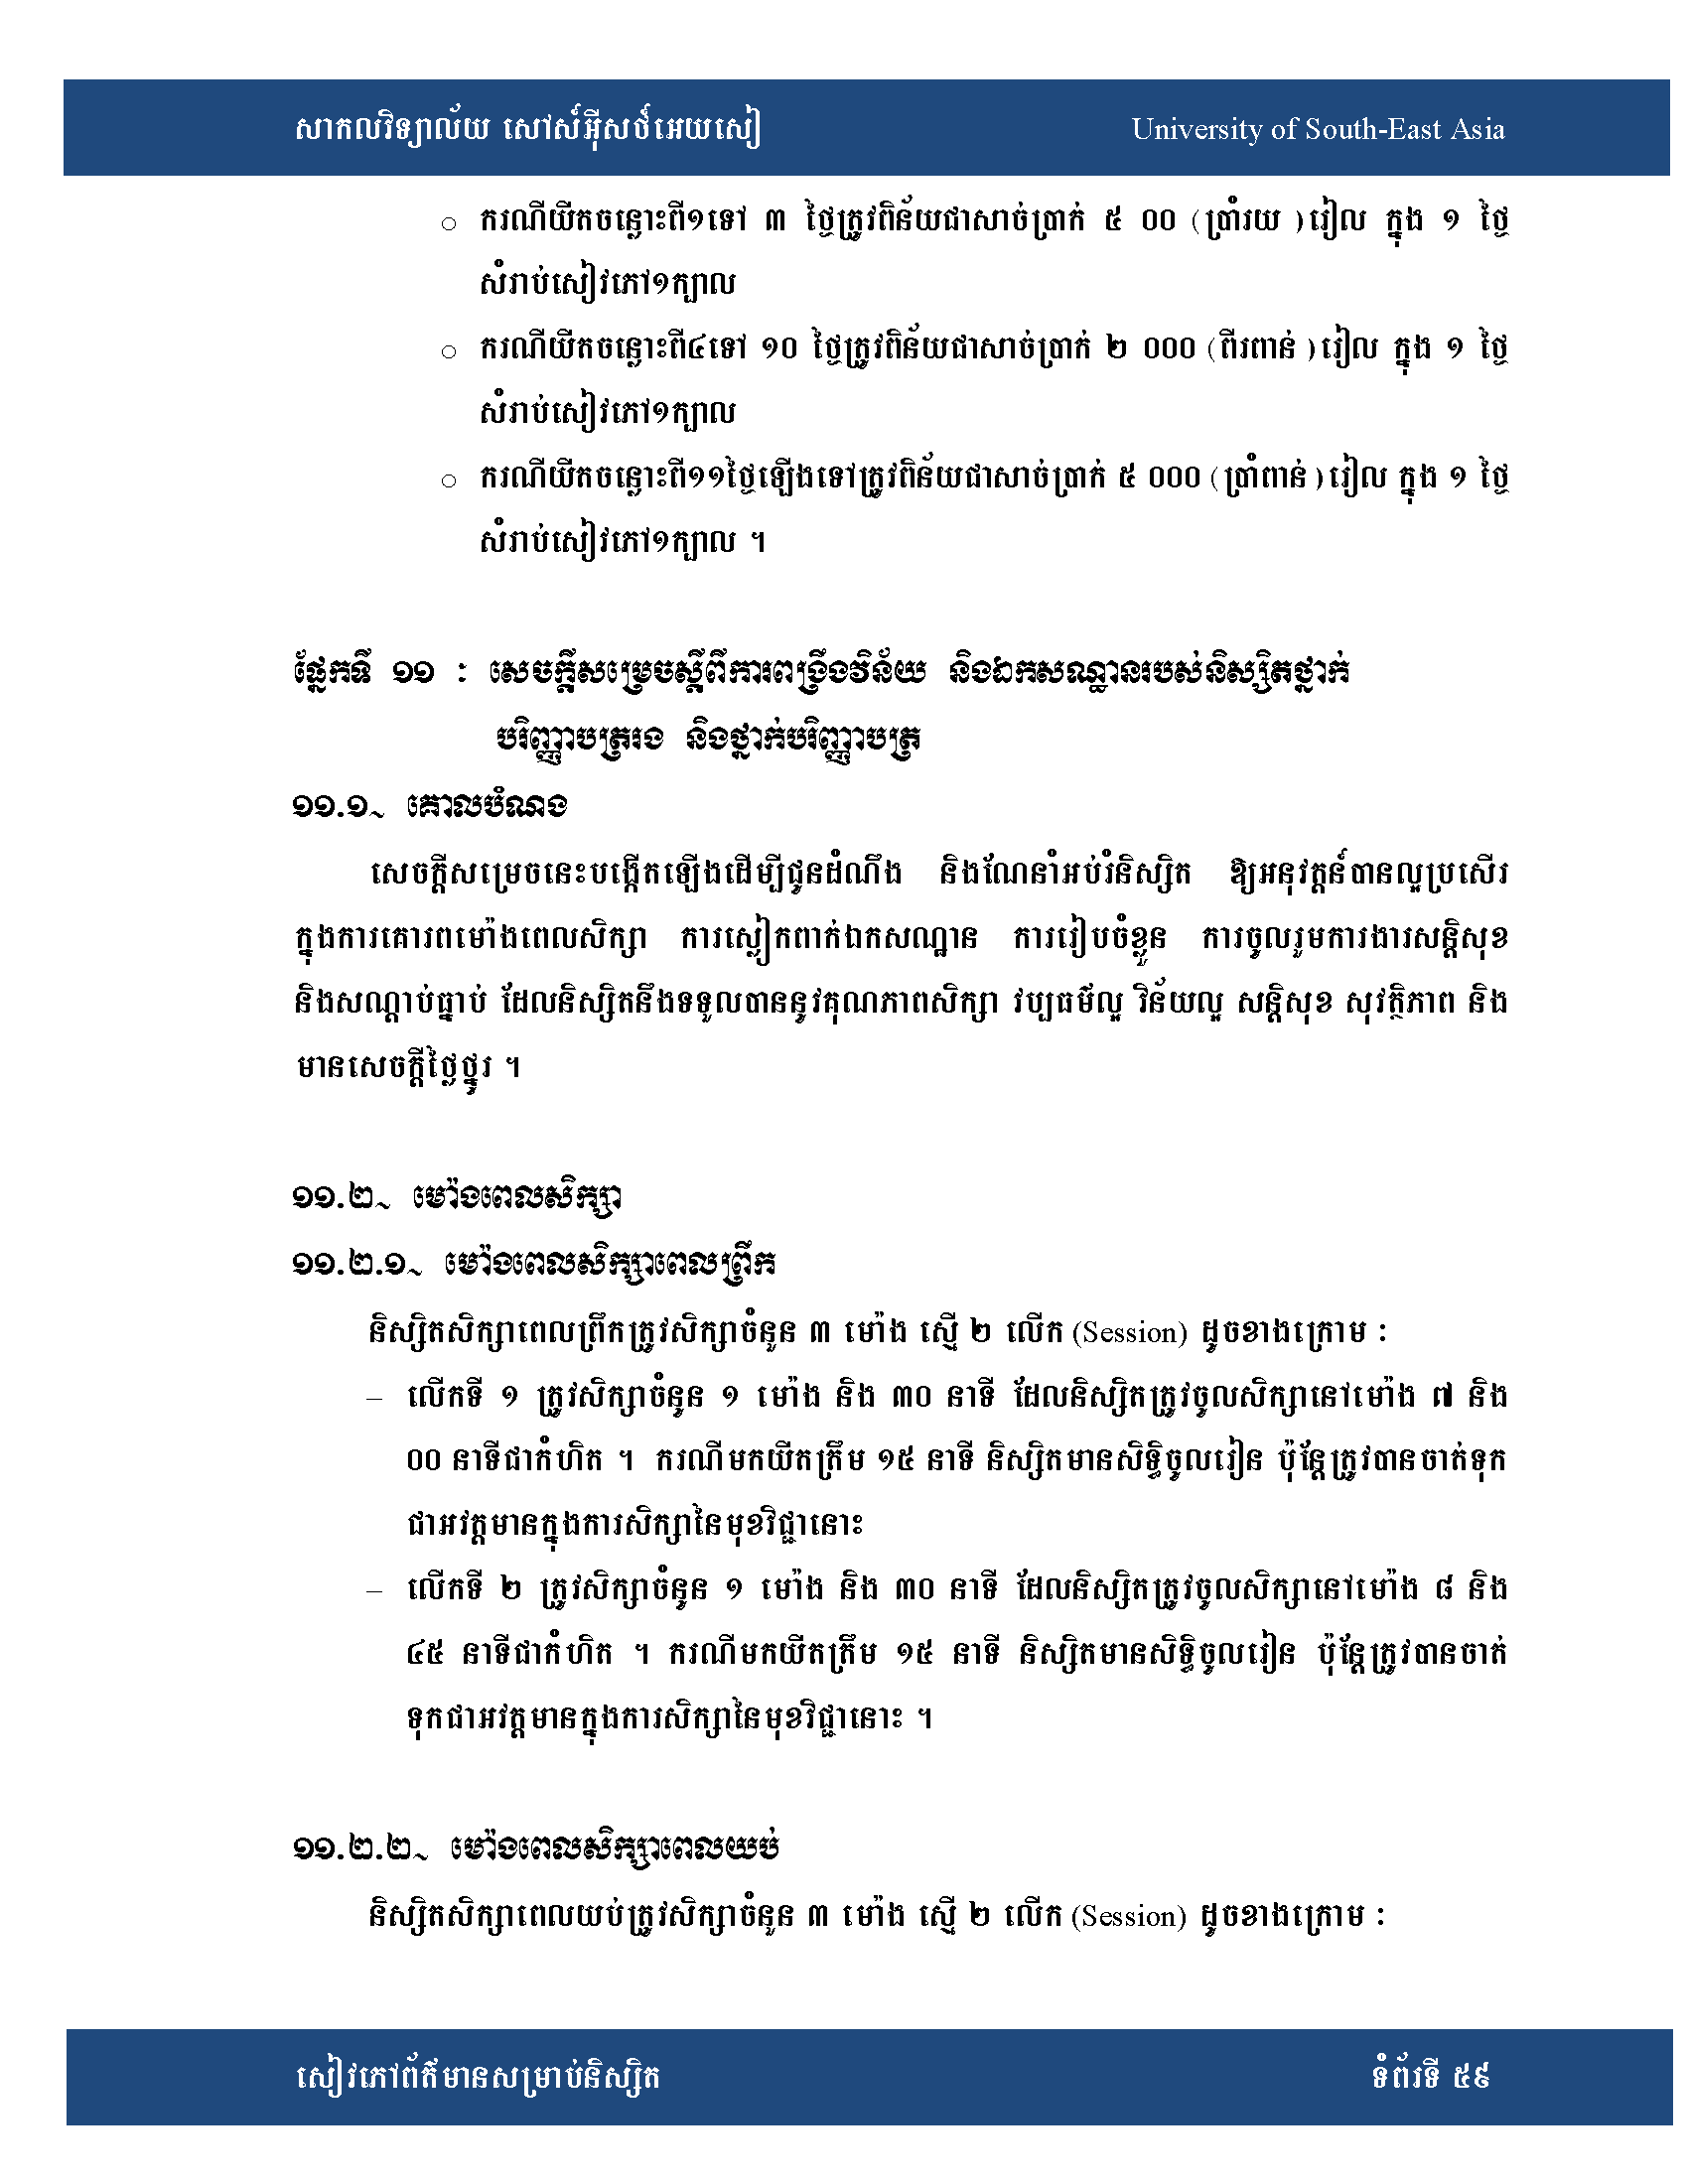 សាកលវិទ្យាល័យ សៅស៍អ៊ីសថ៍អេយសៀ University of South-East Asia
○ ករណីយឺតចន្លោះពី១ទៅ ៣ ថ្ងៃត្រូវពិន័យជាសាច់ប្រាក់ ៥ ០០ (ប្រាំរយ )រៀល ក្នុង ១ ថ្ងៃ
សំរាប់សៀវភៅ១ក្បាល
○ ករណីយឺតចន្លោះពី៤ទៅ ១០ ថ្ងៃត្រូវពិន័យជាសាច់ប្រាក់ ២ ០០០ (ពីរពាន់ )រៀល ក្នុង ១ ថ្ងៃ
សំរាប់សៀវភៅ១ក្បាល
○ ករណីយឺតចន្លោះពី១១ថ្ងៃឡើងទៅត្រូវពិន័យជាសាច់ប្រាក់ ៥ ០០០ (ប្រាំពាន់ )រៀល ក្នុង ១ ថ្ងៃ
សំរាប់សៀវភៅ១ក្បាល ។
ផ្នែកទី ១១ : សេចក្តីសម្រេចស្តីពីការពង្រឹងវិន័យ និងឯកសណ្ឋានរបស់និស្សិតថ្នាក់
បរិញ្ញាបត្ររង និងថ្នាក់បរិញ្ញាបត្រ
១១.១~ គោលបំណង
សេចក្តីសម្រេចនេះបង្កើតឡើងដើម្បីជូនដំណឹង និងណែនាំអប់រំនិស្សិត ឱ្យអនុវត្តន៍បានល្អប្រសើរ
ក្នុងការគោរពម៉ោងពេលសិក្សា ការស្លៀកពាក់ឯកសណ្ឋាន ការរៀបចំខ្លួន ការចូលរួមការងារសន្តិសុខ
និងសណ្តាប់ធ្នាប់ ដែលនិស្សិតនឹងទទួលបាននូវគុណភាពសិក្សា វប្បធម៌ល្អ វិន័យល្អ សន្តិសុខ សុវត្ថិភាព និង
មានសេចក្តីថ្លៃថ្នូរ ។
១១.២~ ម៉ោងពេលសិក្សា
១១.២.១~ ម៉ោងពេលសិក្សាពេលព្រឹក
និស្សិតសិក្សាពេលព្រឹកត្រូវសិក្សាចំនួន ៣ ម៉ោង ស្មើ ២ លើក (Session) ដូចខាងក្រោម :
– លើកទី ១ ត្រូវសិក្សាចំនួន ១ ម៉ោង និង ៣០ នាទី ដែលនិស្សិតត្រូវចូលសិក្សានៅម៉ោង ៧ និង
០០ នាទីជាកំហិត ។ ករណីមកយឺតត្រឹម ១៥ នាទី និស្សិតមានសិទ្ធិចូលរៀន ប៉ុន្តែត្រូវបានចាត់ទុក
ជាអវត្តមានក្នុងការសិក្សានៃមុខវិជ្ជានោះ
– លើកទី ២ ត្រូវសិក្សាចំនួន ១ ម៉ោង និង ៣០ នាទី ដែលនិស្សិតត្រូវចូលសិក្សានៅម៉ោង ៨ និង
៤៥ នាទីជាកំហិត ។ ករណីមកយឺតត្រឹម ១៥ នាទី និស្សិតមានសិទ្ធិចូលរៀន ប៉ុន្តែត្រូវបានចាត់
ទុកជាអវត្តមានក្នុងការសិក្សានៃមុខវិជ្ជានោះ ។
១១.២.២~ ម៉ោងពេលសិក្សាពេលយប់
និស្សិតសិក្សាពេលយប់ត្រូវសិក្សាចំនួន ៣ ម៉ោង ស្មើ ២ លើក (Session) ដូចខាងក្រោម :
សៀវភៅព័ត៌មានសម្រាប់និស្សិត ទំព័រទី ៥៩